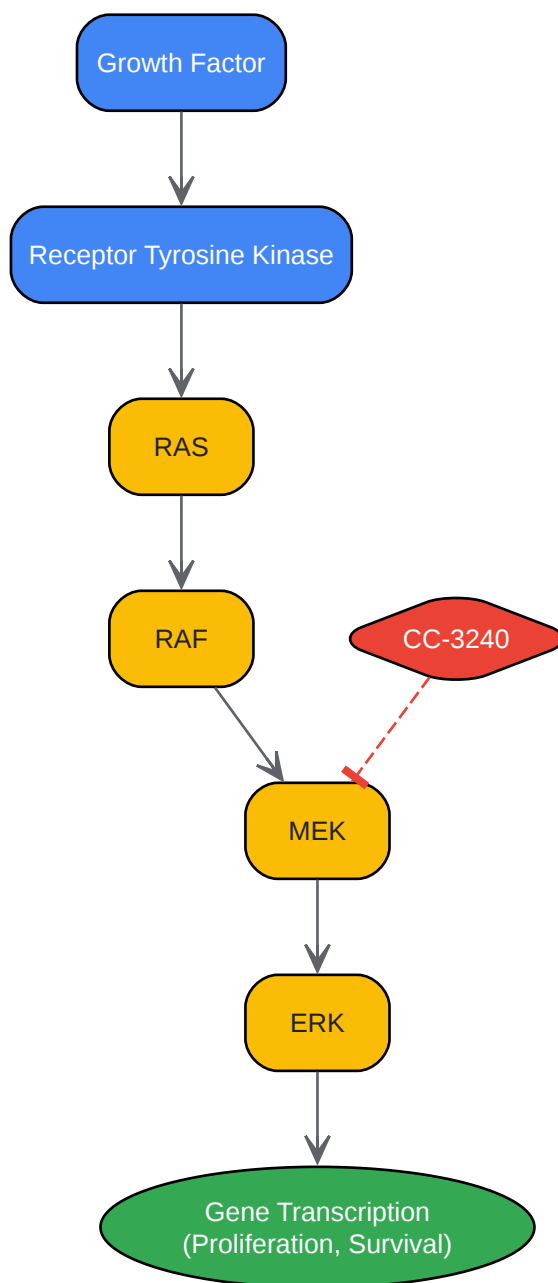 Growth Factor
Receptor Tyrosine Kinase
RAS
RAF
CC-3240
MEK
ERK
Gene Transcription
(Proliferation, Survival)